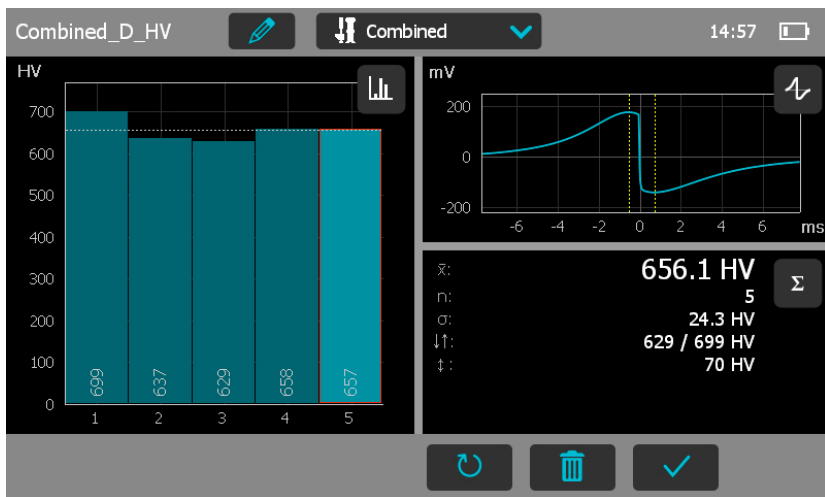 Combined_D_HV
Combined
14:57
HV
700
600
500
400
300
200
100
0
699
637
629
658
657
1 2 3 4 5
mV
200
0
-200
-6 -4 -2 0 2 4 6 ms
x̄: 656.1 HV
n: 5
σ: 24.3 HV
↓↑: 629 / 699 HV
↕: 70 HV
Σ